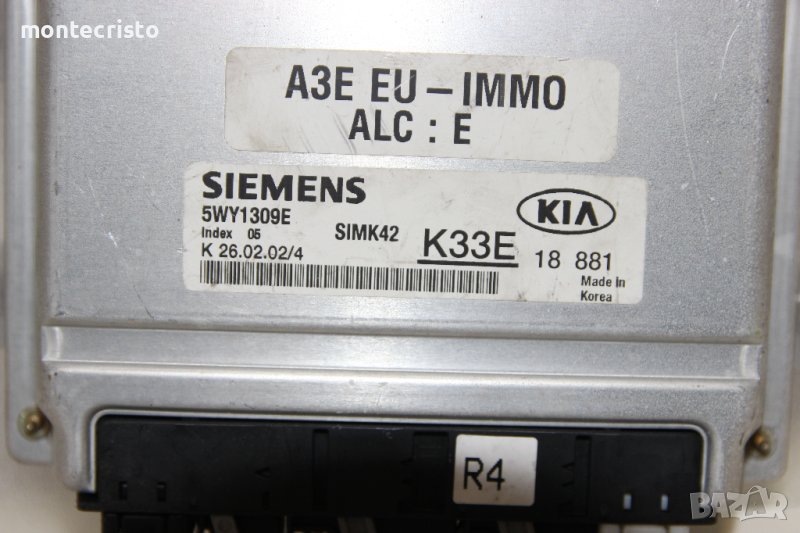 montecristo
A3E EU - IMMO
ALC : E
SIEMENS
5WY1309E
Index 05
SIMK42
K33E
KIA
K 26.02.02/4
18 881
Made in
Korea
R4
BAZAR